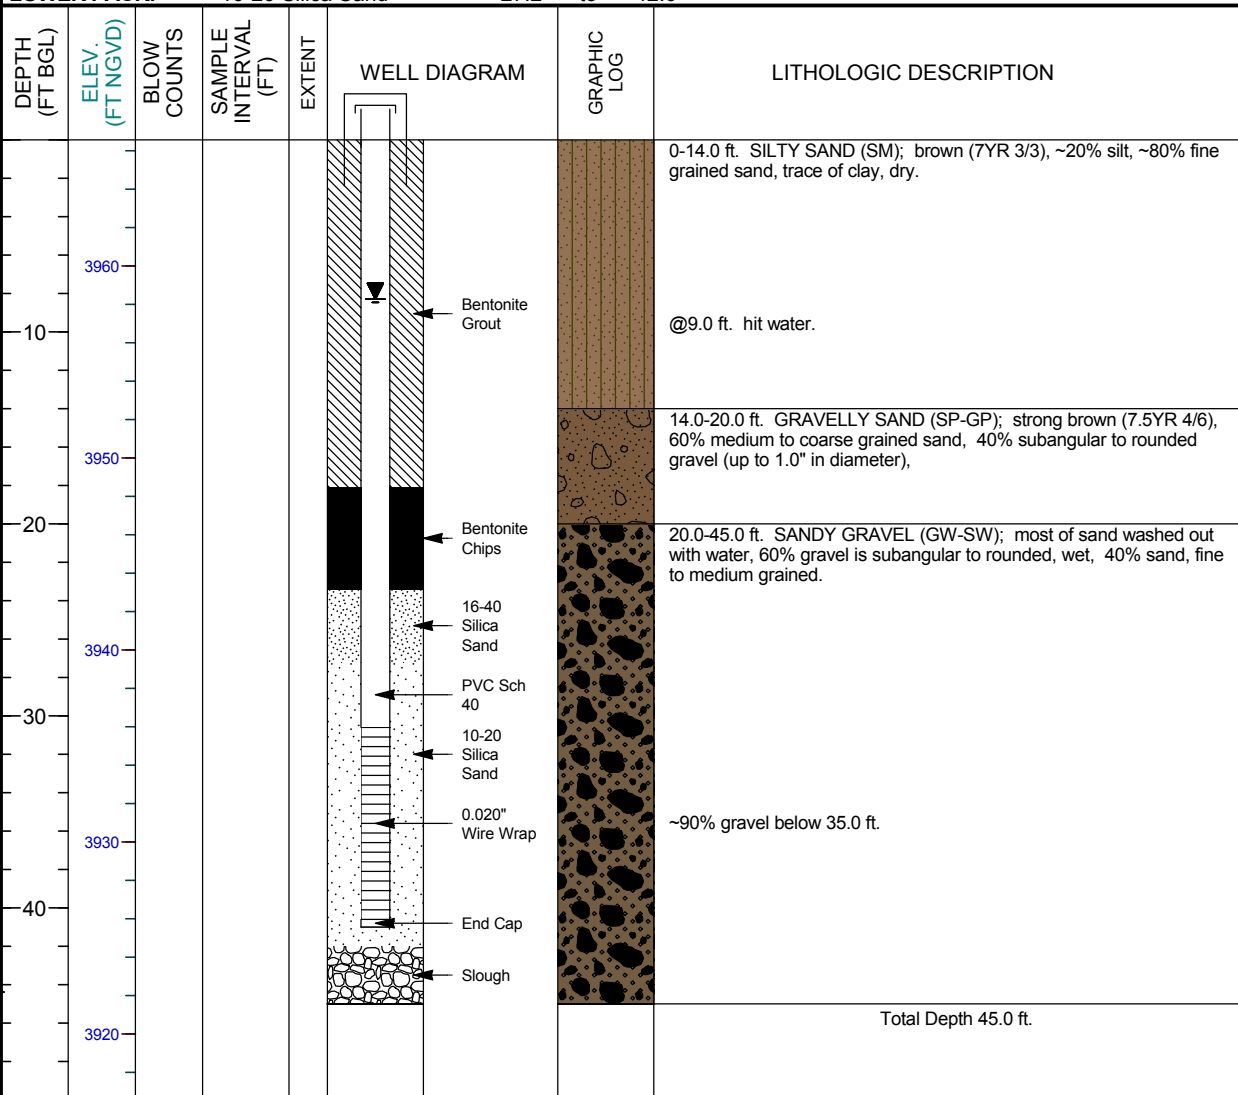 10-20 Silica Sand
DEPTH
(FT BGL)
ELEV.
(FT NGVD)
BLOW
COUNTS
SAMPLE
INTERVAL
(FT)
EXTENT
WELL DIAGRAM
GRAPHIC
LOG
LITHOLOGIC DESCRIPTION
0-14.0 ft. SILTY SAND (SM); brown (7YR 3/3), ~20% silt, ~80% fine
grained sand, trace of clay, dry.
3960
Bentonite
Grout
@9.0 ft. hit water.
10
14.0-20.0 ft. GRAVELLY SAND (SP-GP); strong brown (7.5YR 4/6),
60% medium to coarse grained sand, 40% subangular to rounded
gravel (up to 1.0" in diameter),
3950
20
Bentonite
Chips
20.0-45.0 ft. SANDY GRAVEL (GW-SW); most of sand washed out
with water, 60% gravel is subangular to rounded, wet, 40% sand, fine
to medium grained.
16-40
Silica
Sand
3940
PVC Sch
40
30
10-20
Silica
Sand
0.020"
Wire Wrap
~90% gravel below 35.0 ft.
3930
40
End Cap
Slough
Total Depth 45.0 ft.
3920